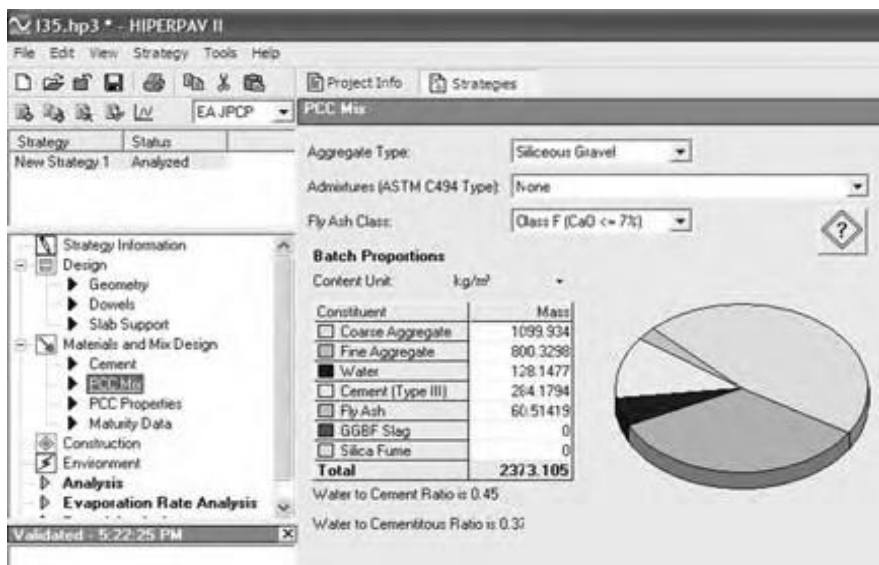 I35.hp3 * - HIPERPAV II
File Edit View Strategy Tools Help
Project Info Strategies
EA JPCP PCC Mix
Strategy Status
New Strategy 1 Analyzed
Aggregate Type: Siliceous Gravel
Admixtures (ASTM C494 Type): None
Fly Ash Class: Class F (CaO <= 7%)
?
Strategy Information
Design
Geometry
Dowels
Slab Support
Materials and Mix Design
Cement
PCC Mix
PCC Properties
Maturity Data
Construction
Environment
Analysis
Evaporation Rate Analysis
Validated - 5:22:25 PM
Batch Proportions
Content Unit: kg/m³
Constituent Mass
Coarse Aggregate 1099.934
Fine Aggregate 800.3298
Water 128.1477
Cement (Type III) 284.1794
Fly Ash 60.51419
GGBF Slag 0
Silica Fume 0
Total 2373.105
Water to Cement Ratio is 0.45
Water to Cementitous Ratio is 0.37